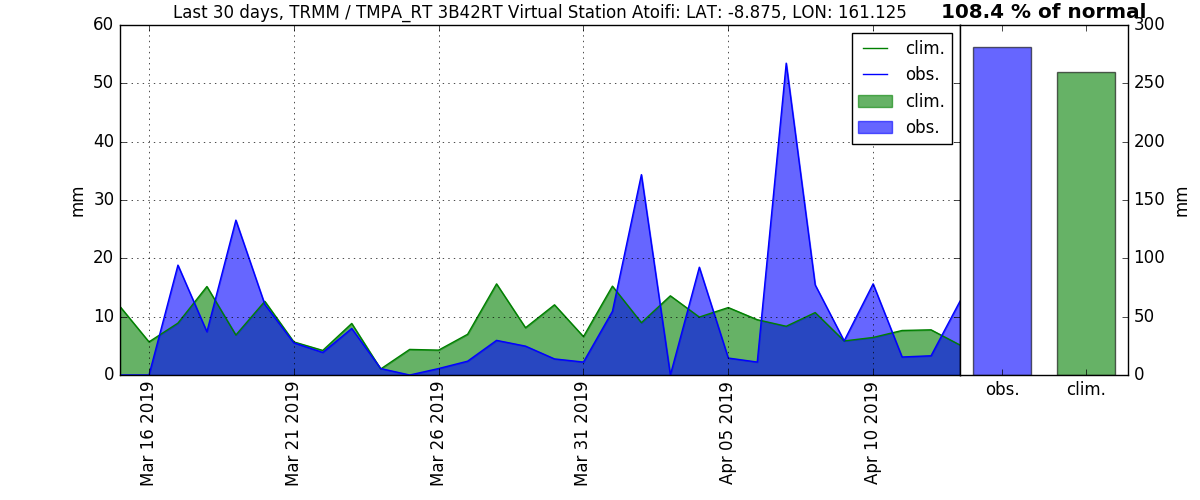 Last 30 days, TRMM / TMPA_RT 3B42RT Virtual Station Atoifi: LAT: -8.875, LON: 161.125
108.4 % of normal
60
50
40
30
20
10
0
mm
clim.
obs.
clim.
obs.
Mar 16 2019
Mar 21 2019
Mar 26 2019
Mar 31 2019
Apr 05 2019
Apr 10 2019
300
250
200
150
100
50
0
mm
obs.
clim.